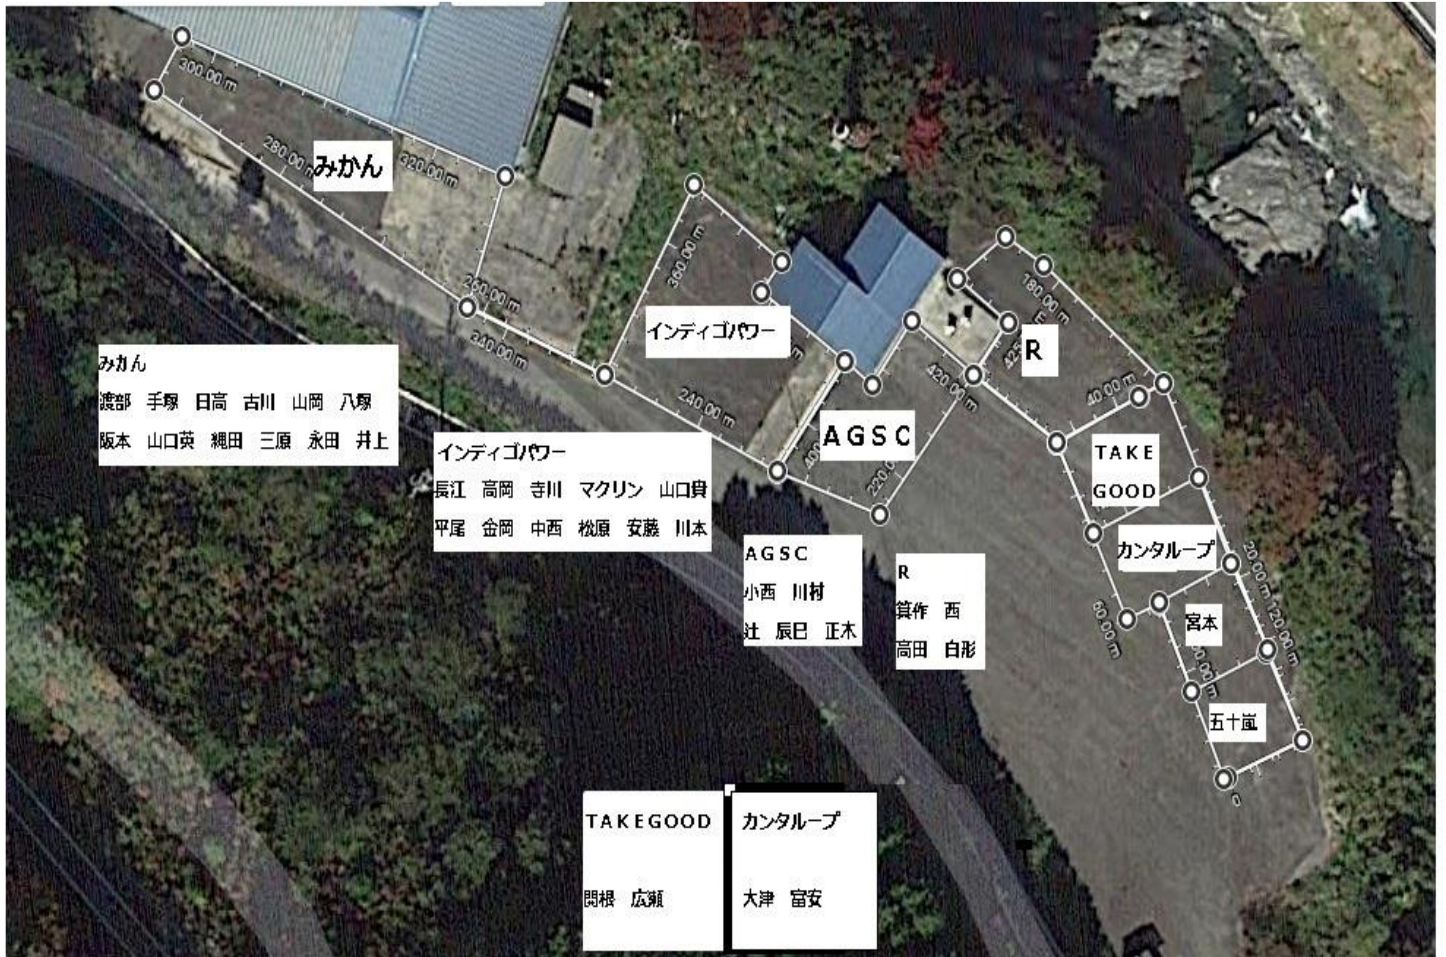 300.00 m
280.00 m
みかん
320.00 m
260.00 m
340.00 m
360.00 m
インディゴパワー
240.00 m
180.00 m
R
420.00 m
40.00 m
AGSC
TAKE
GOOD
カンタループ
20.00 m
120.00 m
60.00 m
宮本
五十嵐
みかん
渡部 手塚 日高 古川 山岡 八塚
阪本 山口英 縄田 三原 永田 井上
インディゴパワー
長江 高岡 寺川 マクリン 山口貴
平尾 金岡 中西 松原 安藤 川本
AGSC
小西 川村
辻 辰巳 正木
R
箕作 西
高田 白形
TAKEGOOD
関根 広瀬
カンタループ
大津 富安